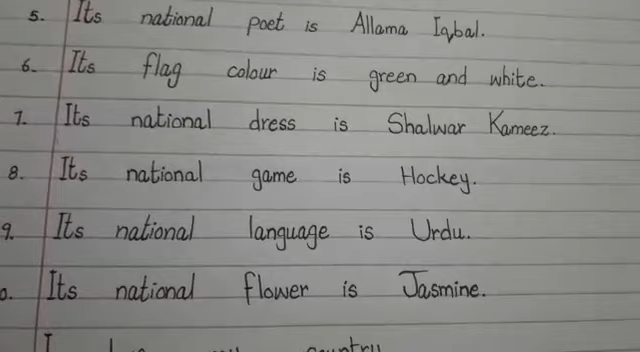 5. Its national poet is Allama Iqbal.
6. Its flag colour is green and white.
7. Its national dress is Shalwar Kameez.
8. Its national game is Hockey.
9. Its national language is Urdu.
0. Its national flower is Jasmine.
I country